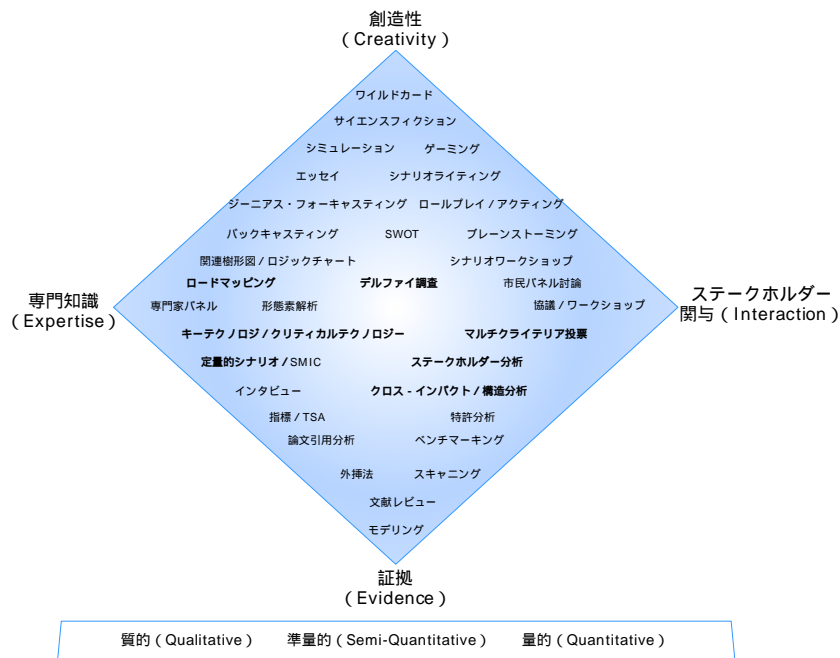 創造性
（Creativity）
ワイルドカード
サイエンスフィクション
シミュレーション ゲーミング
エッセイ シナリオライティング
ジーニアス・フォーキャスティング ロールプレイ / アクティング
バックキャスティング SWOT ブレーンストーミング
関連樹形図 / ロジックチャート シナリオワークショップ
ロードマッピング デルファイ調査 市民パネル討論
専門知識
（Expertise）
専門家パネル 形態素解析 協議 / ワークショップ
ステークホルダー
関与（Interaction）
キーテクノロジ / クリティカルテクノロジー マルチクライテリア投票
定量的シナリオ / SMIC ステークホルダー分析
インタビュー クロス - インパクト / 構造分析
指標 / TSA 特許分析
論文引用分析 ベンチマーキング
外挿法 スキャニング
文献レビュー
モデリング
証拠
（Evidence）
質的（Qualitative） 準量的（Semi-Quantitative） 量的（Quantitative）